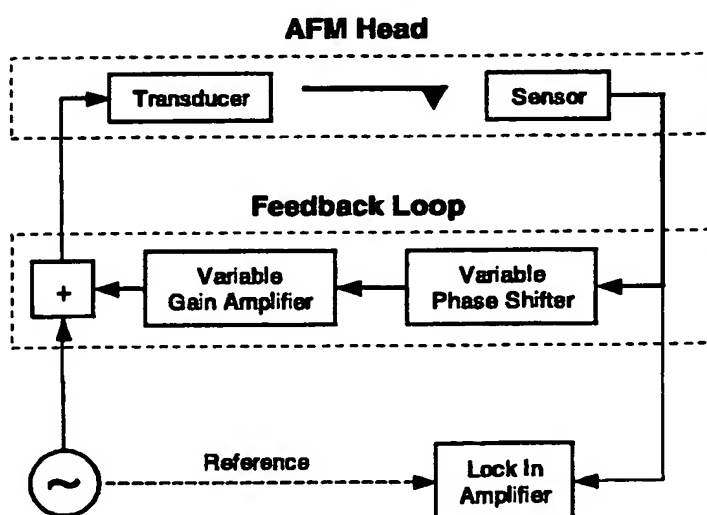 AFM Head
Transducer
Sensor
Feedback Loop
+
Variable
Gain Amplifier
Variable
Phase Shifter
~
Reference
Lock In
Amplifier